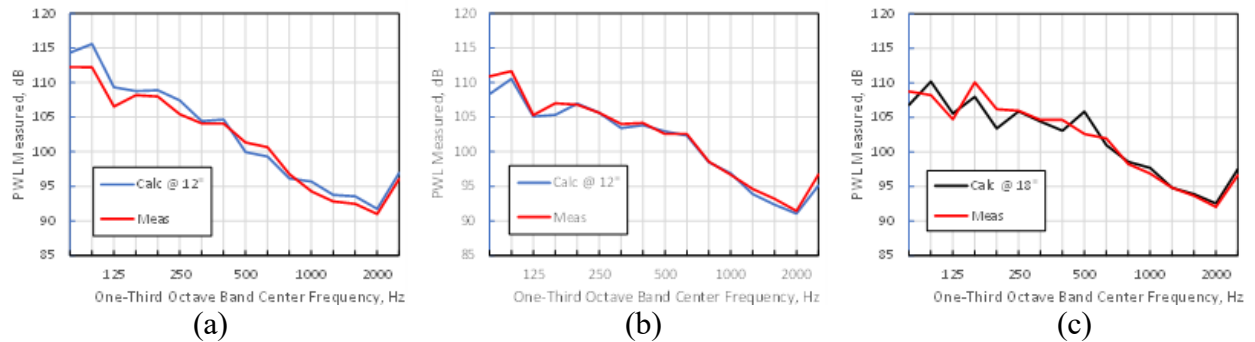 120
115
110
105
100
95
90
85
PWL Measured, dB
Calc @ 12°
Meas
125 250 500 1000 2000
One-Third Octave Band Center Frequency, Hz
(a)
120
115
110
105
100
95
90
85
PWL Measured, dB
Calc @ 12°
Meas
125 250 500 1000 2000
One-Third Octave Band Center Frequency, Hz
(b)
120
115
110
105
100
95
90
85
PWL Measured, dB
Calc @ 18°
Meas
125 250 500 1000 2000
One-Third Octave Band Center Frequency, Hz
(c)